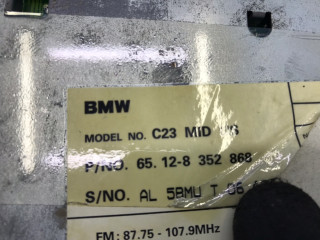 BMW
MODEL NO. C23 MID
P/NO. 65. 12-8 352 868
S/NO. AL 5BMU T 06
FM : 87.75 - 107.9MHz